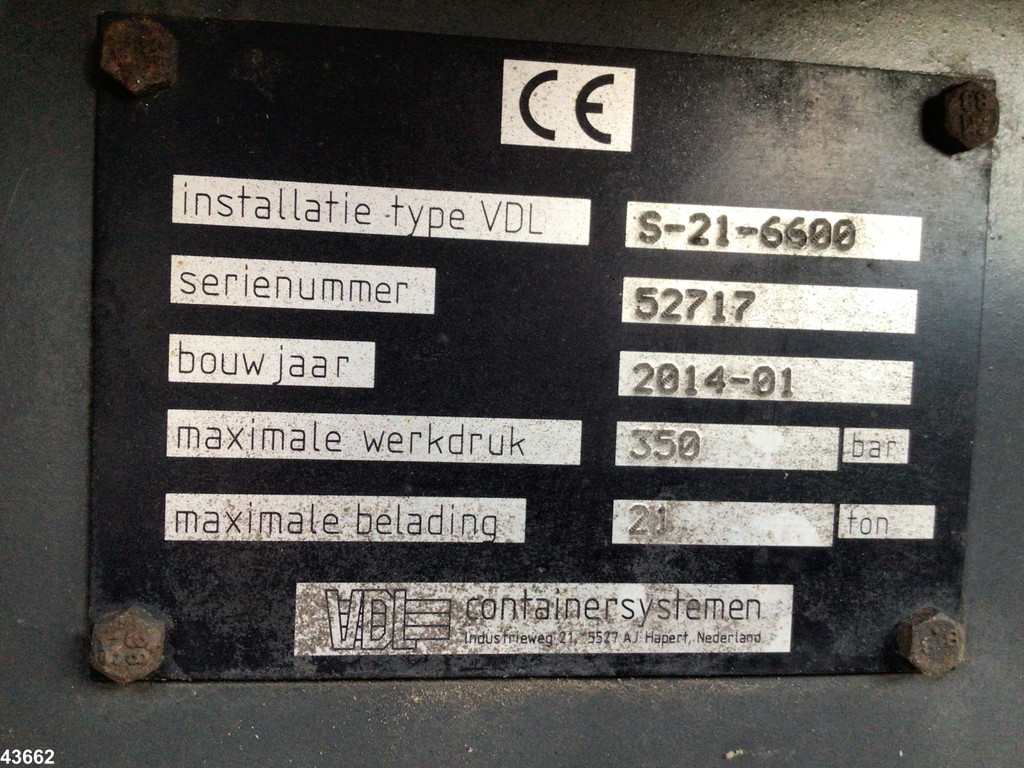 CE
installatie type VDL S-21-6600
serienummer 52717
bouwjaar 2014-01
maximale werkdruk 350 bar
maximale belading 21 ton
VDL containersystemen
Industrieweg 21, 5527 AJ Hapert, Nederland
43662